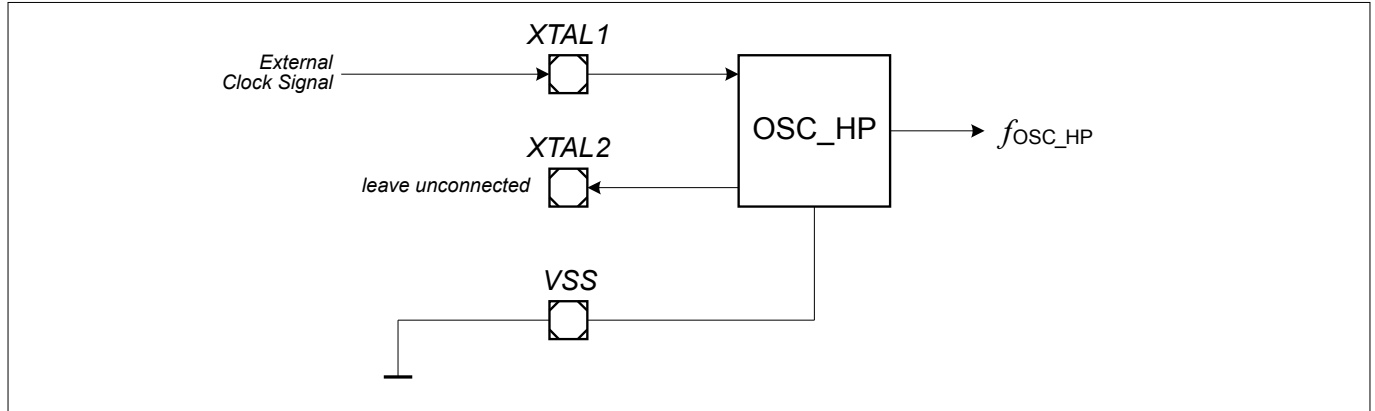 XTAL1
External
Clock Signal
OSC_HP
fOSC_HP
XTAL2
leave unconnected
VSS